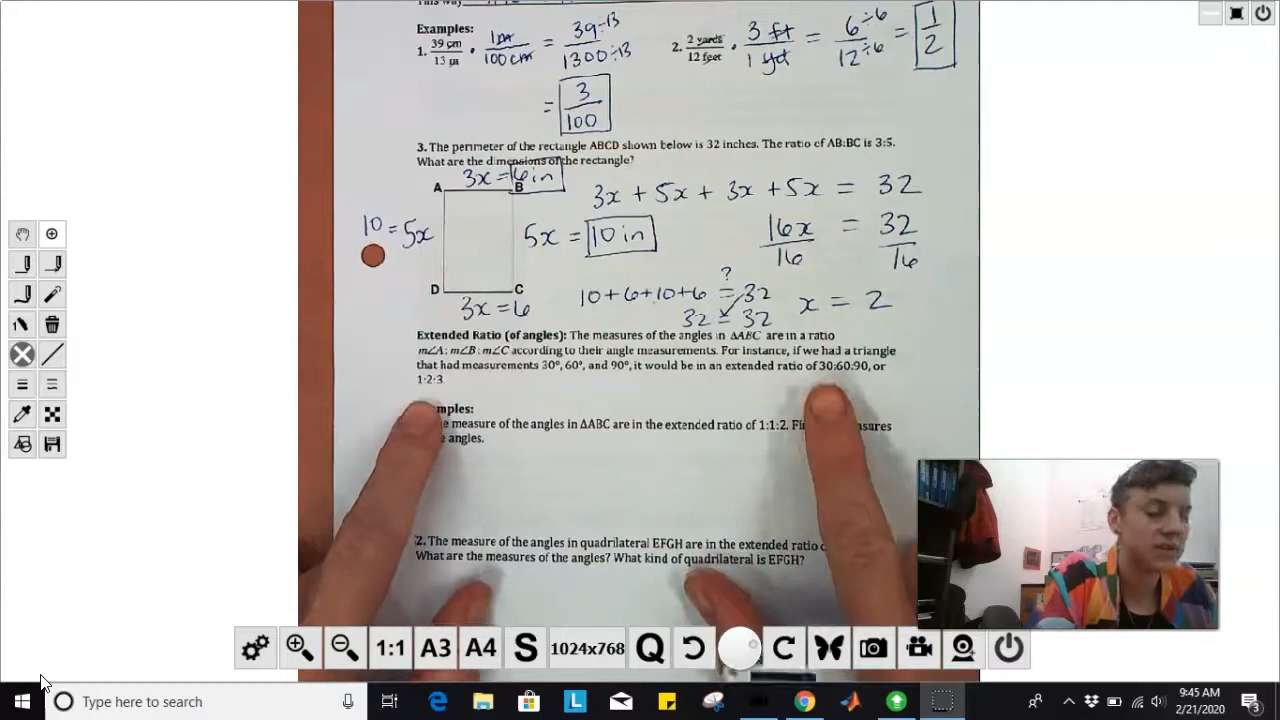 This way
Examples:
1. 39 cm / 13 m • 1m / 100 cm = 39 ÷13 / 1300 ÷13
= 3 / 100
2. 2 yards / 12 feet • 3 ft / 1 yd = 6 ÷6 / 12 ÷6 = 1 / 2
3. The perimeter of the rectangle ABCD shown below is 32 inches. The ratio of AB:BC is 3:5.
What are the dimensions of the rectangle?
3x = 6 in
A B
3x + 5x + 3x + 5x = 32
10 = 5x
5x = 10 in
16x / 16 = 32 / 16
D C
3x = 6
10 + 6 + 10 + 6 =? 32
32 = 32
x = 2
Extended Ratio (of angles): The measures of the angles in ΔABC are in a ratio
m∠A : m∠B : m∠C according to their angle measurements. For instance, if we had a triangle
that had measurements 30°, 60°, and 90°, it would be in an extended ratio of 30:60:90, or
1:2:3
mples:
e measure of the angles in ΔABC are in the extended ratio of 1:1:2. Fi sures
e angles.
2. The measure of the angles in quadrilateral EFGH are in the extended ratio
What are the measures of the angles? What kind of quadrilateral is EFGH?
1:1 A3 A4 S 1024x768 Q
Type here to search
9:45 AM
2/21/2020
3